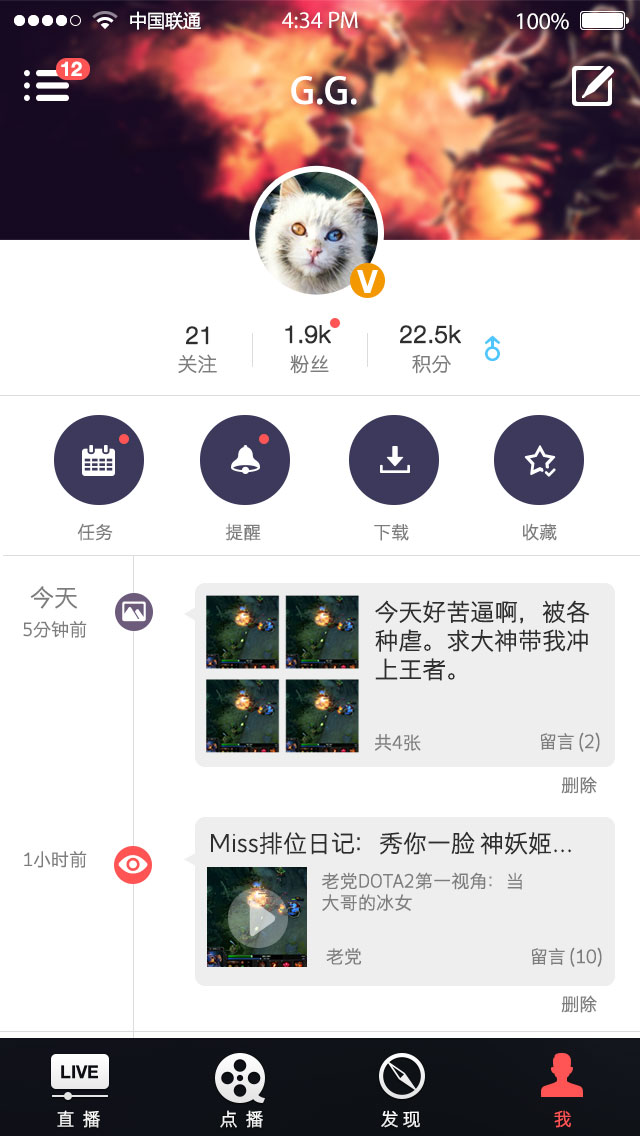 中国联通 4:34 PM 100%
12
G.G.
V
21 1.9k 22.5k
关注 粉丝 积分
任务 提醒 下载 收藏
今天
5分钟前
今天好苦逼啊，被各
种虐。求大神带我冲
上王者。
共4张 留言(2)
删除
1小时前
Miss排位日记：秀你一脸 神妖姬...
老党DOTA2第一视角：当
大哥的冰女
老党 留言(10)
删除
LIVE
直播 点播 发现 我